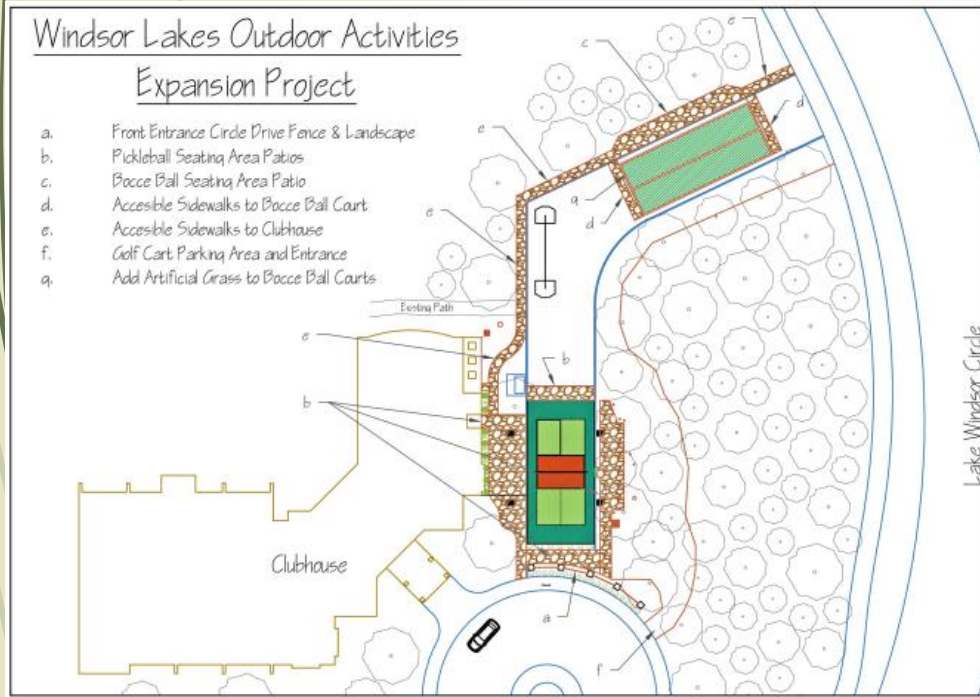 Windsor Lakes Outdoor Activities
Expansion Project
a. Front Entrance Circle Drive Fence & Landscape
b. Pickleball Seating Area Patios
c. Bocce Ball Seating Area Patio
d. Accesible Sidewalks to Bocce Ball Court
e. Accesible Sidewalks to Clubhouse
f. Golf Cart Parking Area and Entrance
g. Add Artificial Grass to Bocce Ball Courts
e
c
d
e
g
d
e
Existing Path
e
b
b
Clubhouse
a
f
Lake Windsor Circle